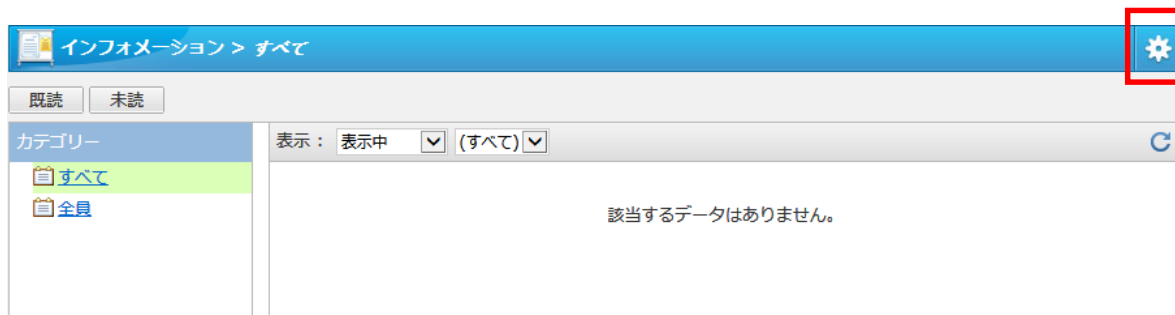 インフォメーション > すべて
既読 未読
カテゴリー
すべて
全員
表示： 表示中 (すべて)
該当するデータはありません。